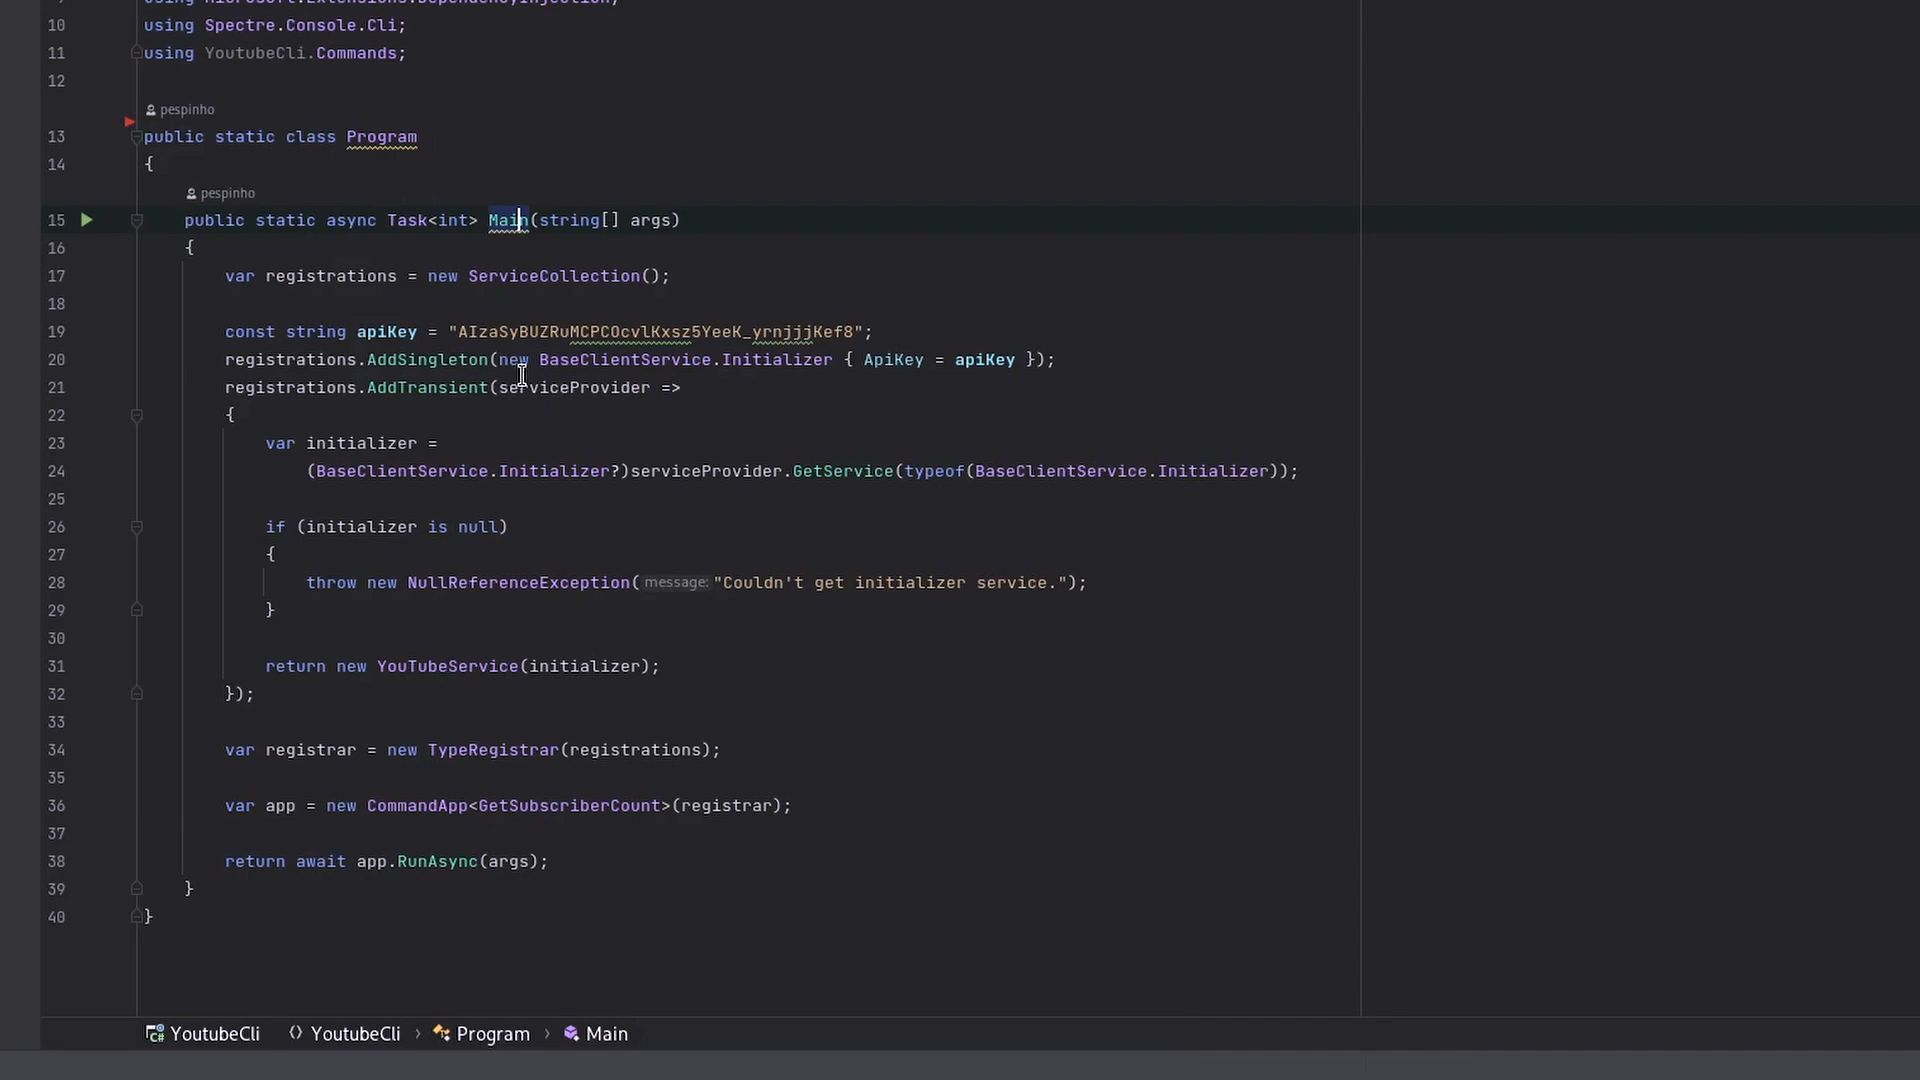 9 using Microsoft.Extensions.DependencyInjection;
10 using Spectre.Console.Cli;
11 using YoutubeCli.Commands;
12
pespinho
13 public static class Program
14 {
pespinho
15 public static async Task<int> Main(string[] args)
16 {
17 var registrations = new ServiceCollection();
18
19 const string apiKey = "AIzaSyBUZRuMCPCOcvlKxsz5YeeK_yrnjjjKef8";
20 registrations.AddSingleton(new BaseClientService.Initializer { ApiKey = apiKey });
21 registrations.AddTransient(serviceProvider =>
22 {
23 var initializer =
24 (BaseClientService.Initializer?)serviceProvider.GetService(typeof(BaseClientService.Initializer));
25
26 if (initializer is null)
27 {
28 throw new NullReferenceException(message: "Couldn't get initializer service.");
29 }
30
31 return new YouTubeService(initializer);
32 });
33
34 var registrar = new TypeRegistrar(registrations);
35
36 var app = new CommandApp<GetSubscriberCount>(registrar);
37
38 return await app.RunAsync(args);
39 }
40 }
C# YoutubeCli <> YoutubeCli > Program > Main